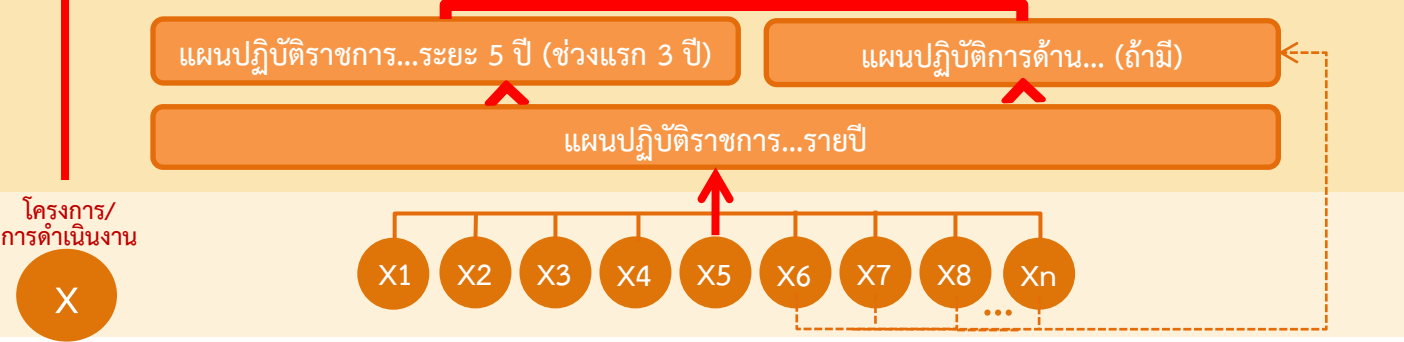 แผนปฏิบัติราชการ...ระยะ 5 ปี (ช่วงแรก 3 ปี)
แผนปฏิบัติการด้าน... (ถ้ามี)
แผนปฏิบัติราชการ...รายปี
โครงการ/
การดำเนินงาน
X
X1 X2 X3 X4 X5 X6 X7 X8 Xn
...